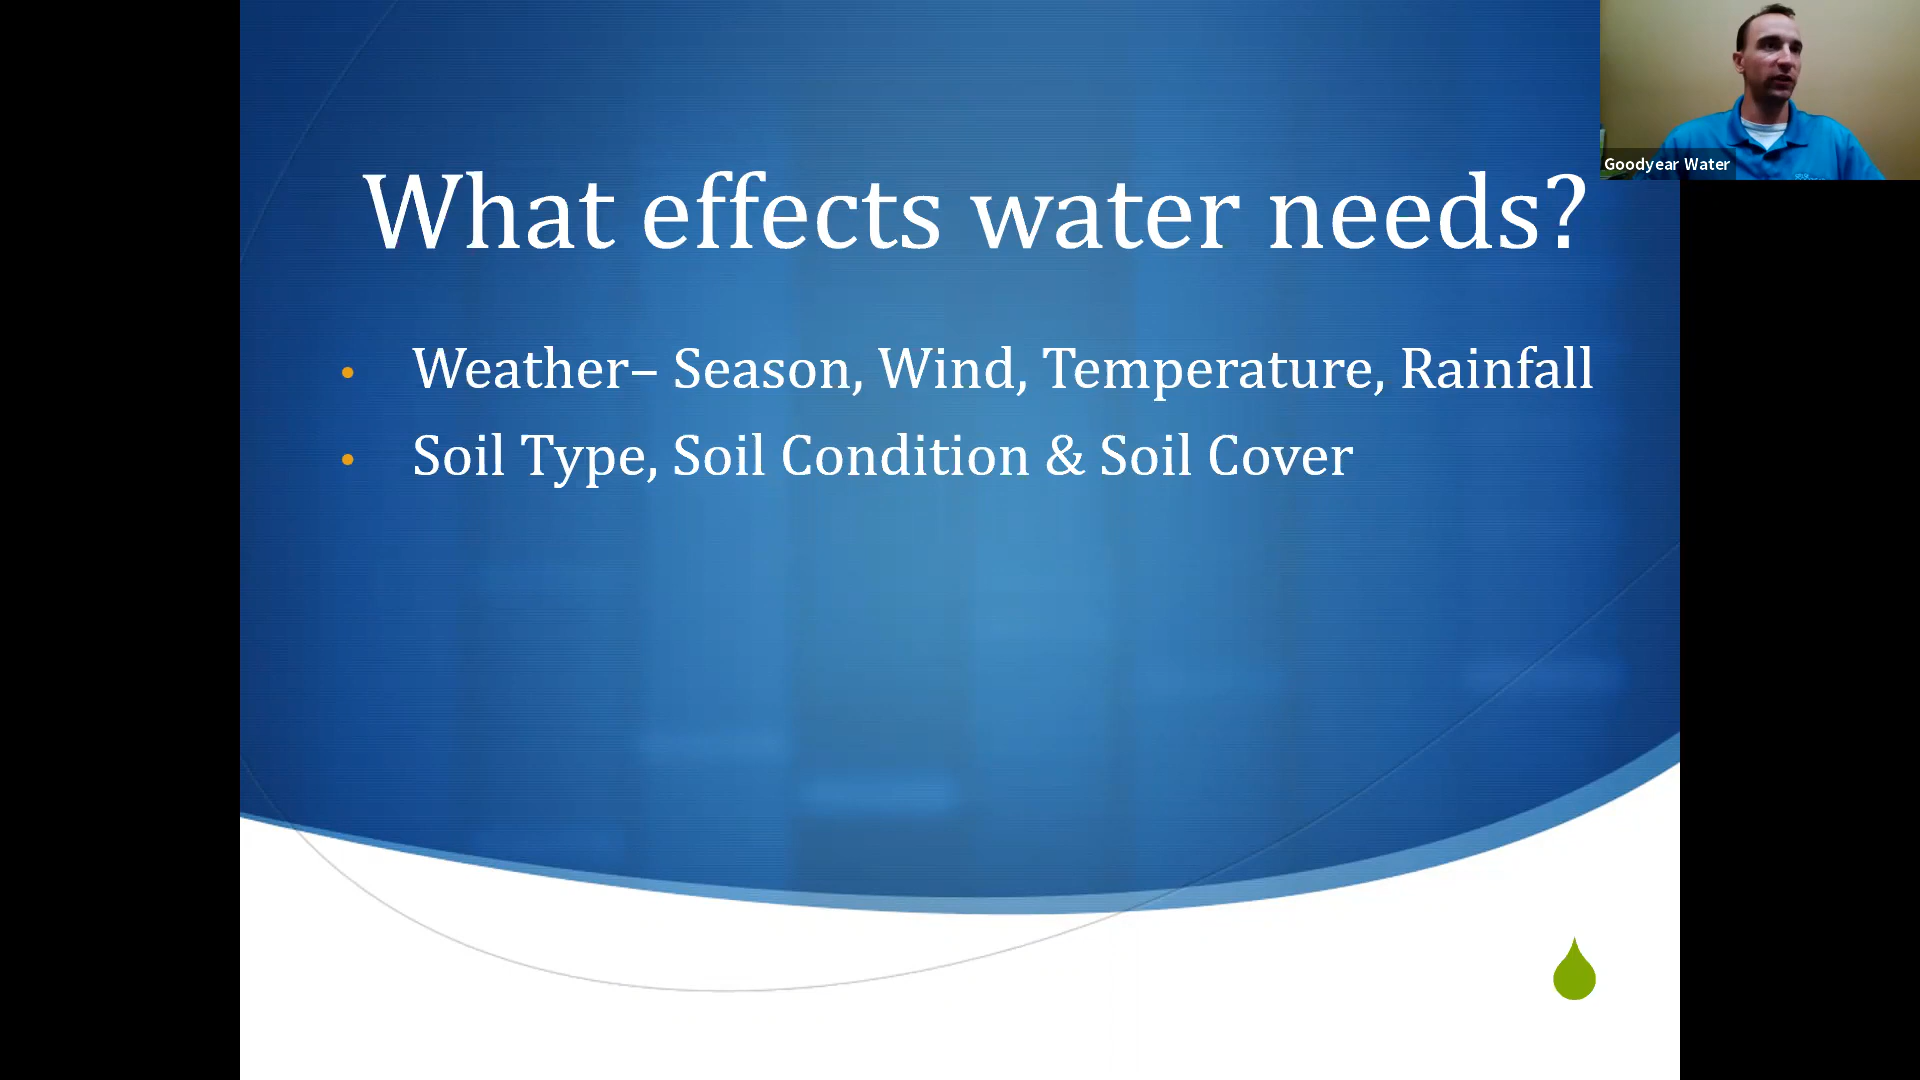 What effects water needs?
• Weather– Season, Wind, Temperature, Rainfall
• Soil Type, Soil Condition & Soil Cover
Goodyear Water